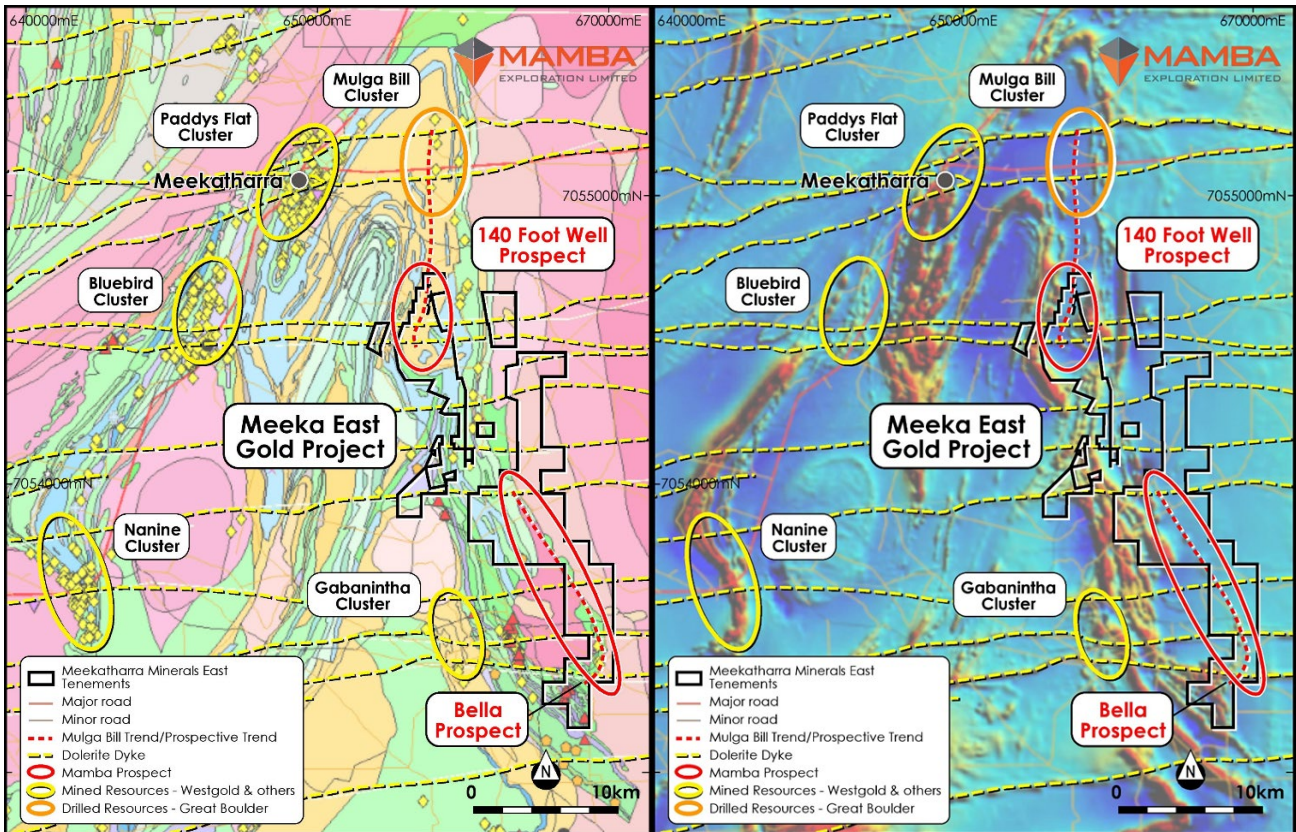 640000mE
650000mE
670000mE
MAMBA
EXPLORATION LIMITED
Mulga Bill
Cluster
Paddys Flat
Cluster
Meekatharra
7055000mN
140 Foot Well
Prospect
Bluebird
Cluster
Meeka East
Gold Project
7054000mN
Nanine
Cluster
Gabanintha
Cluster
Bella
Prospect
Meekatharra Minerals East
Tenements
Major road
Minor road
Mulga Bill Trend/Prospective Trend
Dolerite Dyke
Mamba Prospect
Mined Resources - Westgold & others
Drilled Resources - Great Boulder
N
0 10km
640000mE
650000mE
670000mE
MAMBA
EXPLORATION LIMITED
Mulga Bill
Cluster
Paddys Flat
Cluster
Meekatharra
7055000mN
140 Foot Well
Prospect
Bluebird
Cluster
Meeka East
Gold Project
7054000mN
Nanine
Cluster
Gabanintha
Cluster
Bella
Prospect
Meekatharra Minerals East
Tenements
Major road
Minor road
Mulga Bill Trend/Prospective Trend
Dolerite Dyke
Mamba Prospect
Mined Resources - Westgold & others
Drilled Resources - Great Boulder
N
0 10km